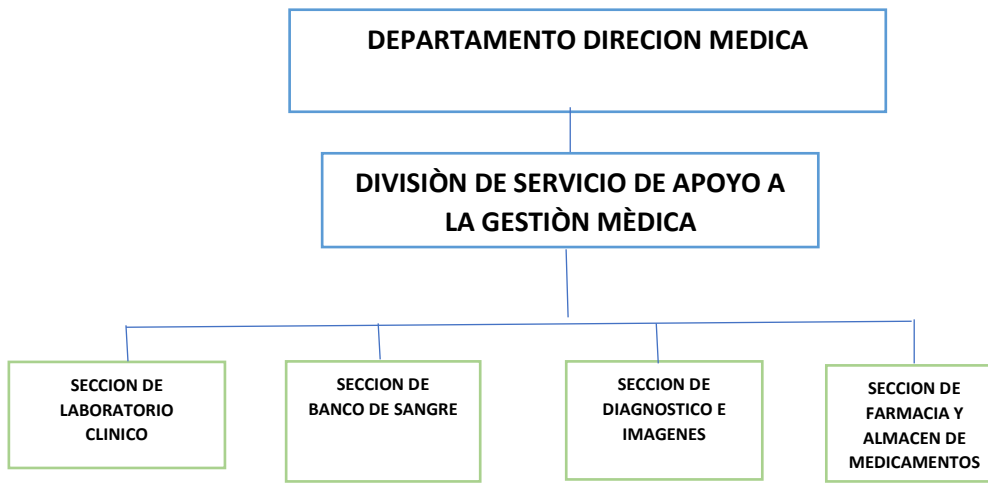 DEPARTAMENTO DIRECION MEDICA
DIVISIÒN DE SERVICIO DE APOYO A
LA GESTIÒN MÈDICA
SECCION DE
LABORATORIO
CLINICO
SECCION DE
BANCO DE SANGRE
SECCION DE
DIAGNOSTICO E
IMAGENES
SECCION DE
FARMACIA Y
ALMACEN DE
MEDICAMENTOS